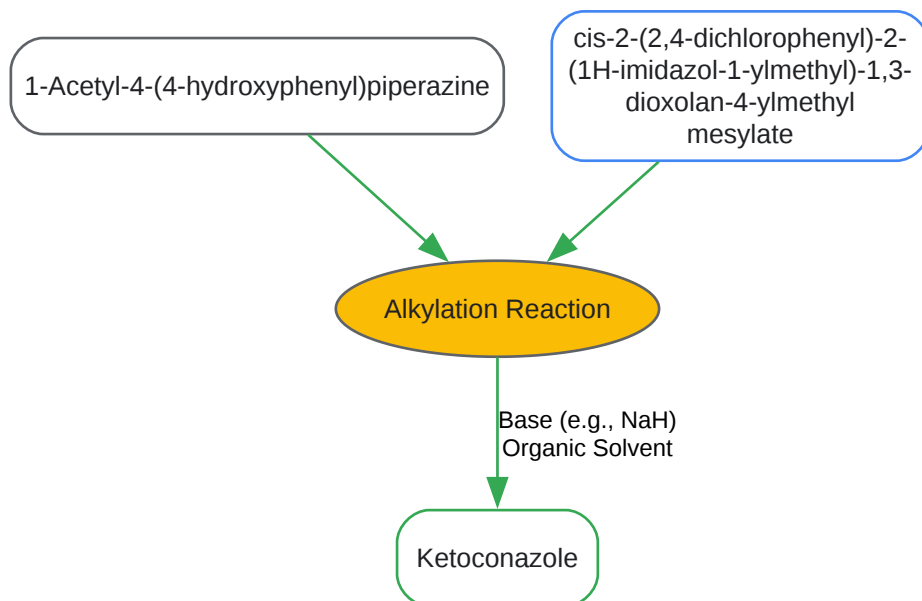 1-Acetyl-4-(4-hydroxyphenyl)piperazine
cis-2-(2,4-dichlorophenyl)-2-
(1H-imidazol-1-ylmethyl)-1,3-
dioxolan-4-ylmethyl
mesylate
Alkylation Reaction
Base (e.g., NaH)
Organic Solvent
Ketoconazole